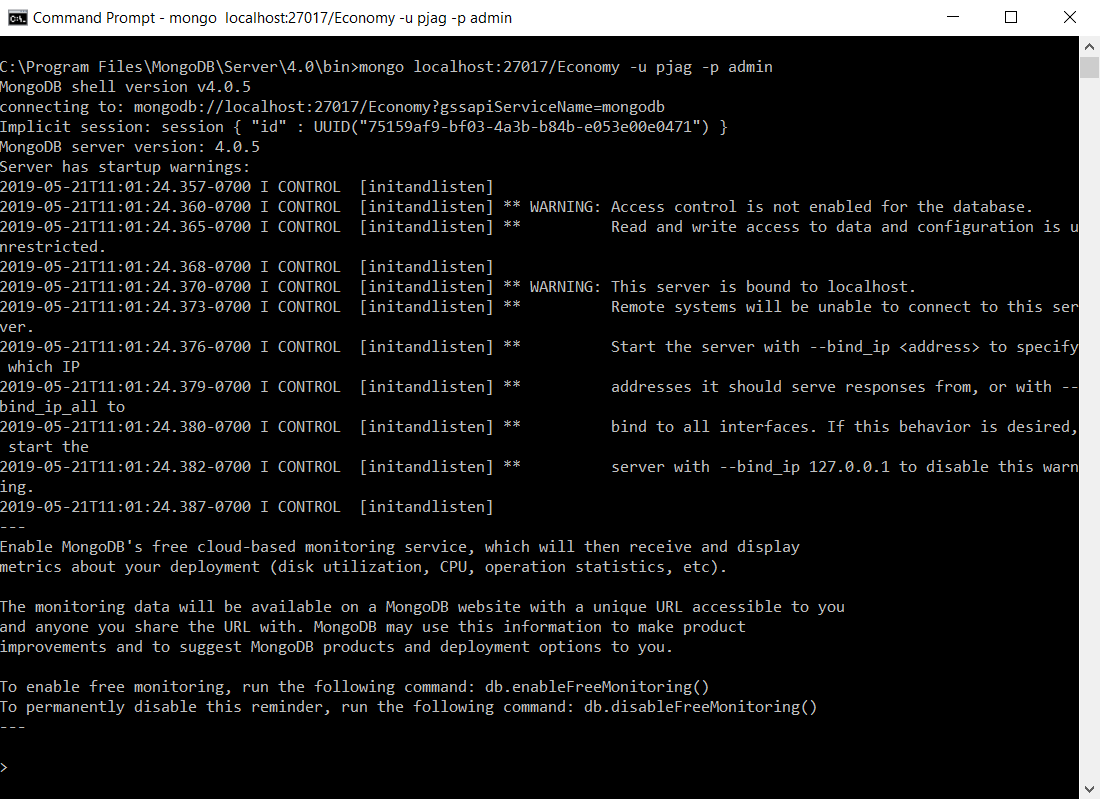 Command Prompt - mongo  localhost:27017/Economy -u pjag -p admin
C:\Program Files\MongoDB\Server\4.0\bin>mongo localhost:27017/Economy -u pjag -p admin
MongoDB shell version v4.0.5
connecting to: mongodb://localhost:27017/Economy?gssapiServiceName=mongodb
Implicit session: session { "id" : UUID("75159af9-bf03-4a3b-b84b-e053e00e0471") }
MongoDB server version: 4.0.5
Server has startup warnings:
2019-05-21T11:01:24.357-0700 I CONTROL  [initandlisten]
2019-05-21T11:01:24.360-0700 I CONTROL  [initandlisten] ** WARNING: Access control is not enabled for the database.
2019-05-21T11:01:24.365-0700 I CONTROL  [initandlisten] **          Read and write access to data and configuration is u
nrestricted.
2019-05-21T11:01:24.368-0700 I CONTROL  [initandlisten]
2019-05-21T11:01:24.370-0700 I CONTROL  [initandlisten] ** WARNING: This server is bound to localhost.
2019-05-21T11:01:24.373-0700 I CONTROL  [initandlisten] **          Remote systems will be unable to connect to this ser
ver.
2019-05-21T11:01:24.376-0700 I CONTROL  [initandlisten] **          Start the server with --bind_ip <address> to specify
 which IP
2019-05-21T11:01:24.379-0700 I CONTROL  [initandlisten] **          addresses it should serve responses from, or with --
bind_ip_all to
2019-05-21T11:01:24.380-0700 I CONTROL  [initandlisten] **          bind to all interfaces. If this behavior is desired,
 start the
2019-05-21T11:01:24.382-0700 I CONTROL  [initandlisten] **          server with --bind_ip 127.0.0.1 to disable this warn
ing.
2019-05-21T11:01:24.387-0700 I CONTROL  [initandlisten]
---
Enable MongoDB's free cloud-based monitoring service, which will then receive and display
metrics about your deployment (disk utilization, CPU, operation statistics, etc).
The monitoring data will be available on a MongoDB website with a unique URL accessible to you
and anyone you share the URL with. MongoDB may use this information to make product
improvements and to suggest MongoDB products and deployment options to you.
To enable free monitoring, run the following command: db.enableFreeMonitoring()
To permanently disable this reminder, run the following command: db.disableFreeMonitoring()
---
>